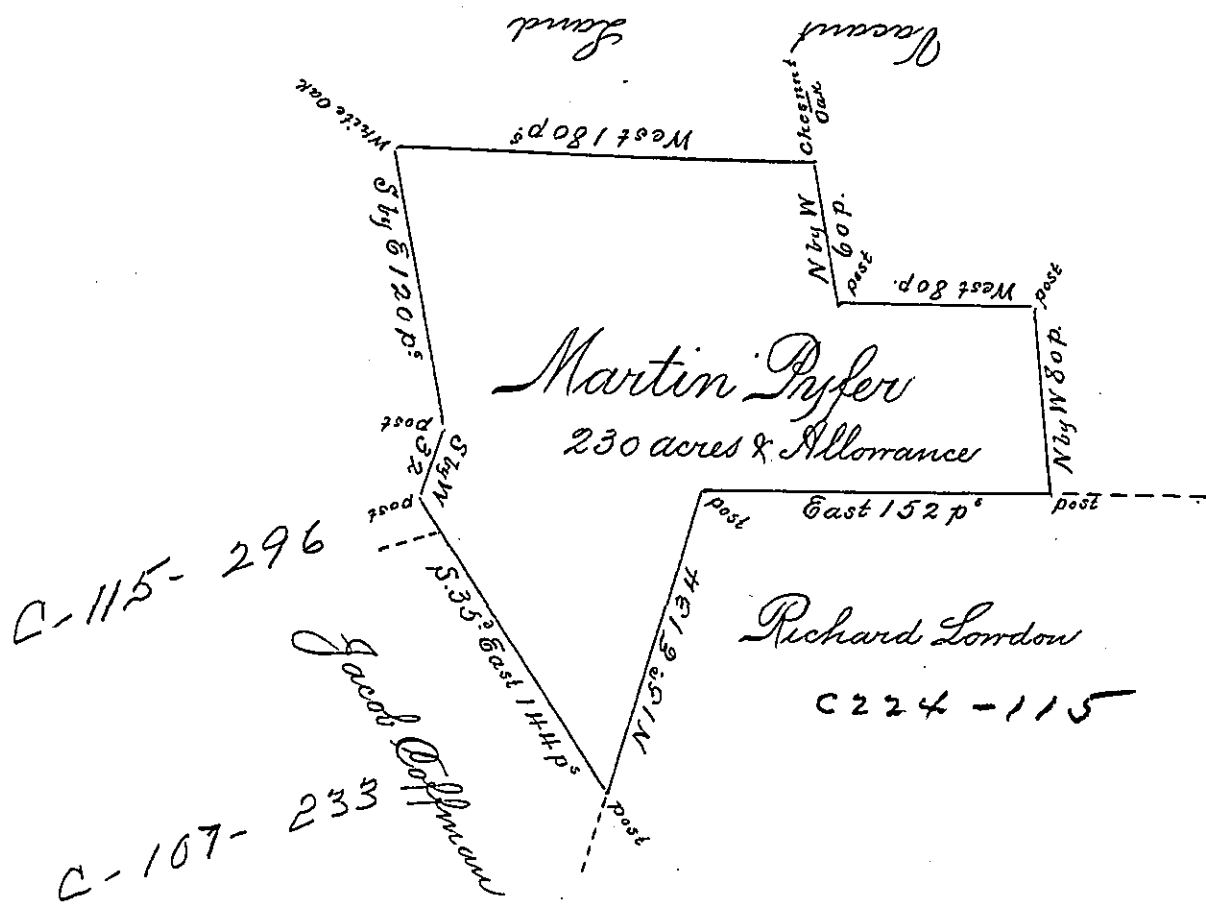 Vacant Land
White Oak
West 180 ps
Chesnut Oak
S by E 120 ps
N by W 60 p.
post
West 80 p.
post
N by W 80 p.
Martin Pyfer
230 acres & Allowance
post
S by W 32
post
post
East 152 ps
post
C-115-296
S. 35° East 144 ps
N 15° E 134
Richard Lowdon
C224-115
Jacob Coffman
post
C-107-233